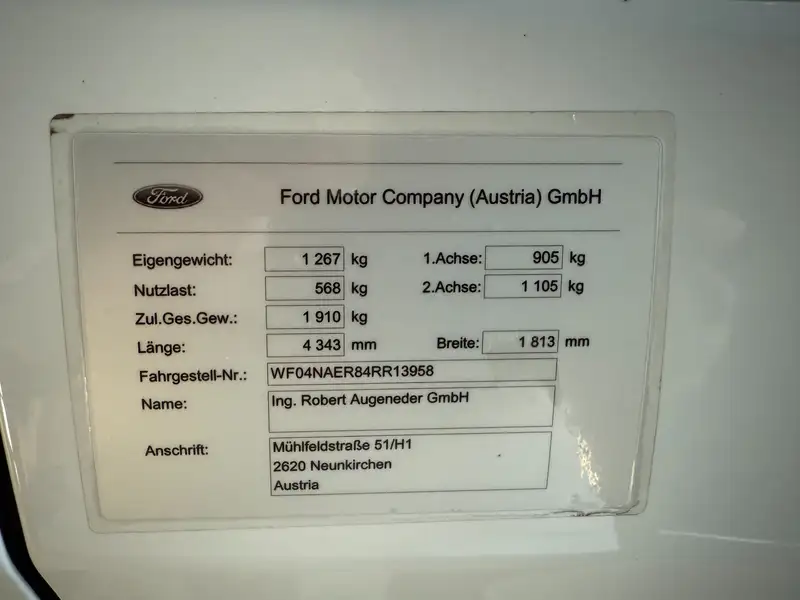 Ford
Ford Motor Company (Austria) GmbH
Eigengewicht: 1 267 kg 1.Achse: 905 kg
Nutzlast: 568 kg 2.Achse: 1 105 kg
Zul.Ges.Gew.: 1 910 kg
Länge: 4 343 mm Breite: 1 813 mm
Fahrgestell-Nr.: WF04NAER84RR13958
Name: Ing. Robert Augeneder GmbH
Anschrift: Mühlfeldstraße 51/H1
2620 Neunkirchen
Austria